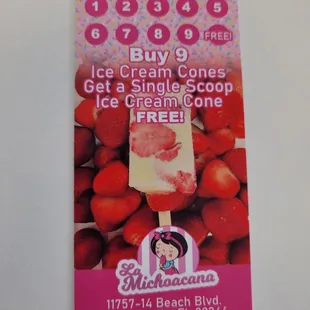 1 2 3 4 5
6 7 8 9 FREE!
Buy 9
Ice Cream Cones
Get a Single Scoop
Ice Cream Cone
FREE!
La
Michoacana
11757-14 Beach Blvd.